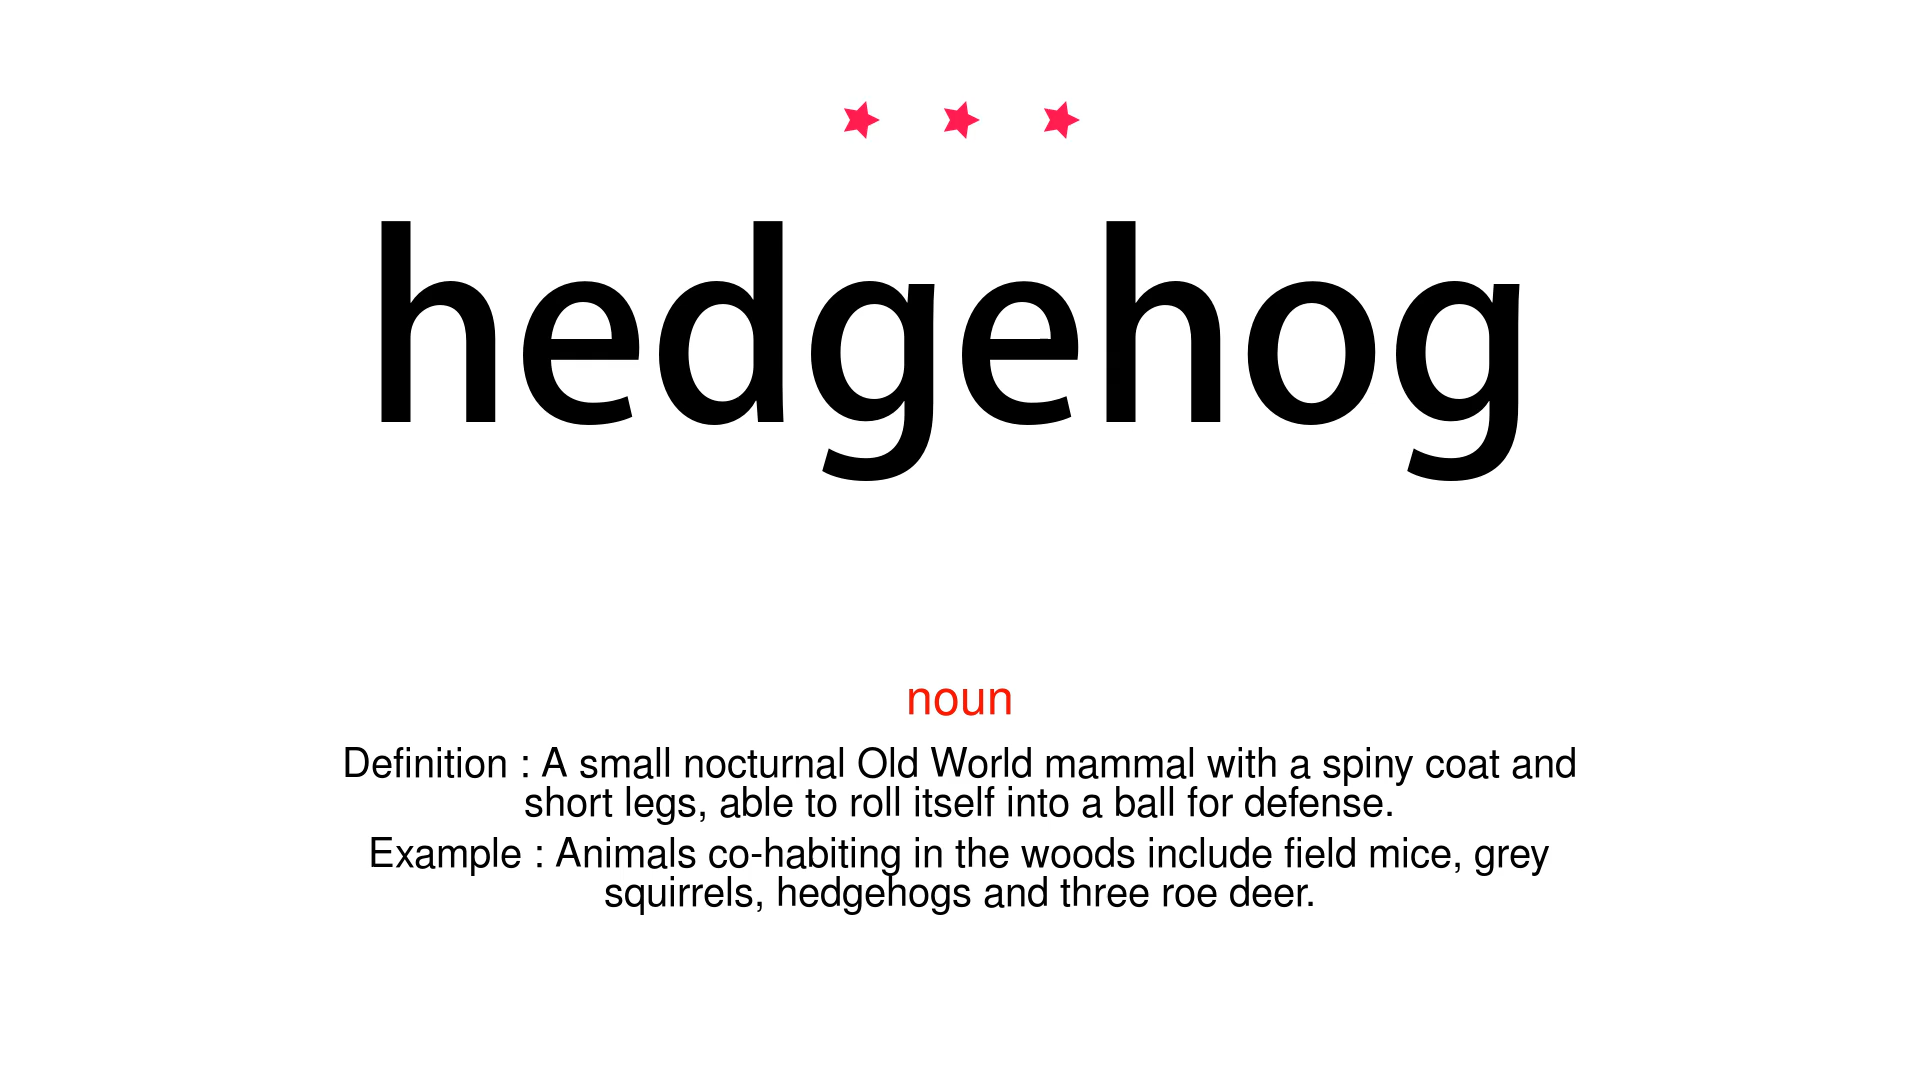 hedgehog
noun
Definition : A small nocturnal Old World mammal with a spiny coat and
short legs, able to roll itself into a ball for defense.
Example : Animals co-habiting in the woods include field mice, grey
squirrels, hedgehogs and three roe deer.